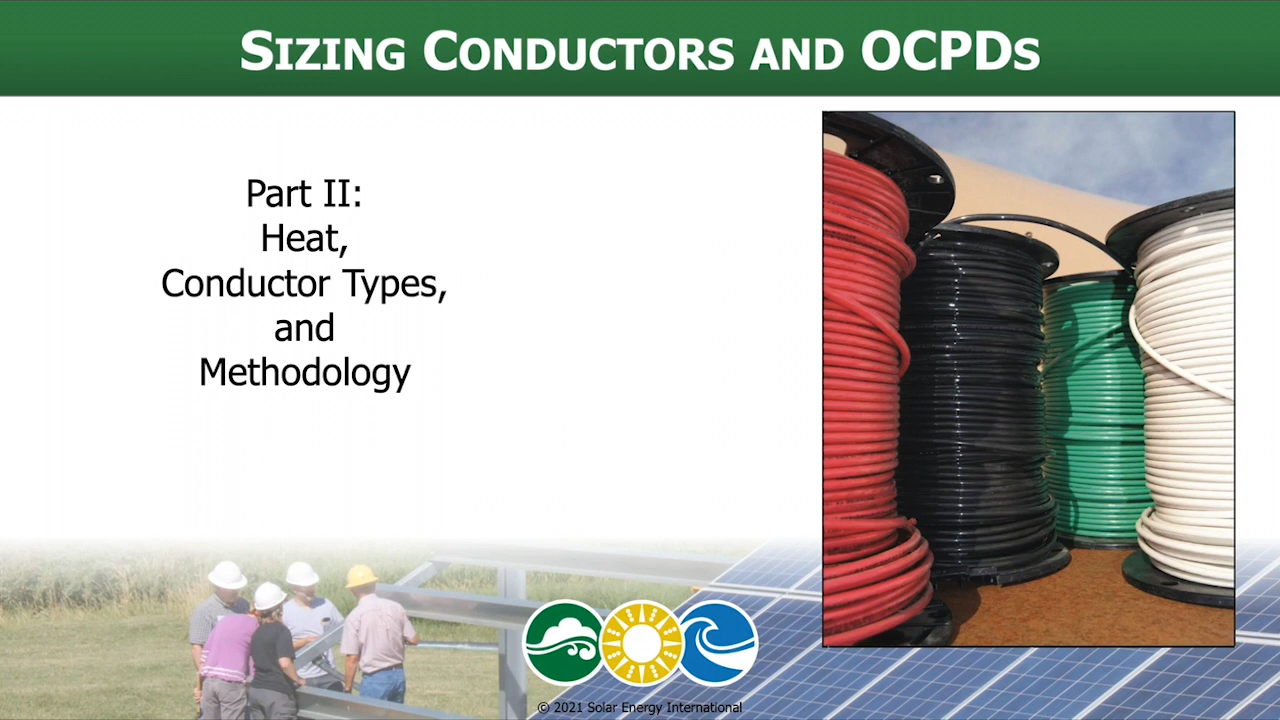 SIZING CONDUCTORS AND OCPDS
Part II:
Heat,
Conductor Types,
and
Methodology
© 2021 Solar Energy International